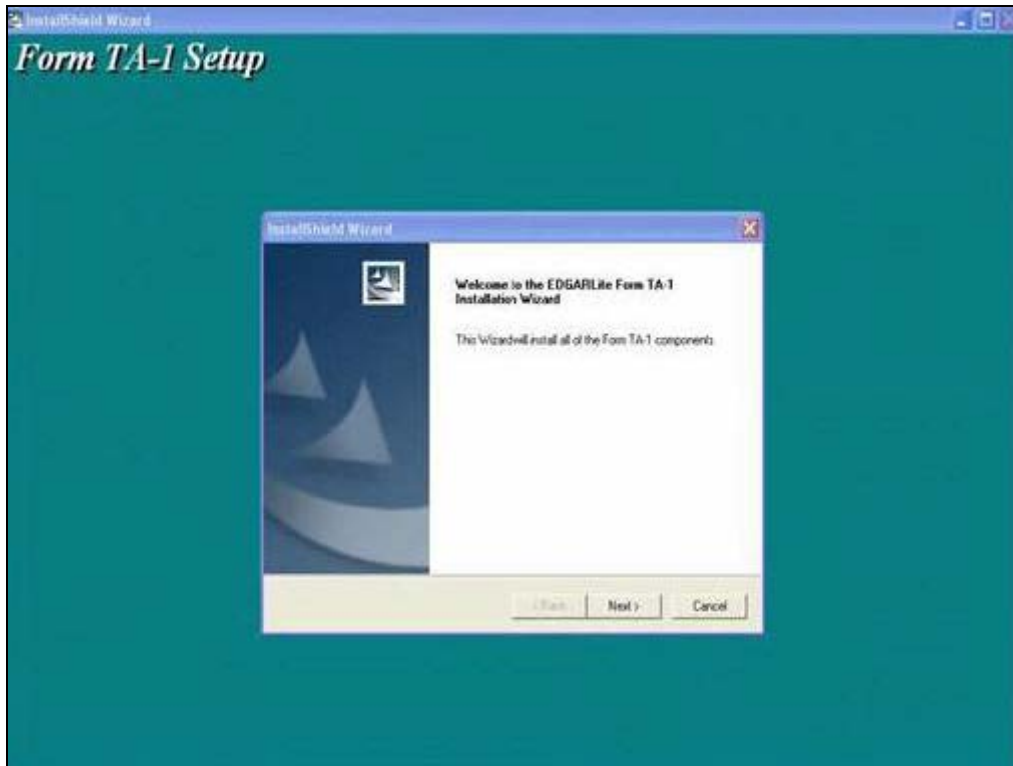 InstallShield Wizard
Form TA-1 Setup
InstallShield Wizard
Welcome to the EDGARLite Form TA-1
Installation Wizard
This Wizard will install all of the Form TA-1 components
< Back
Next >
Cancel